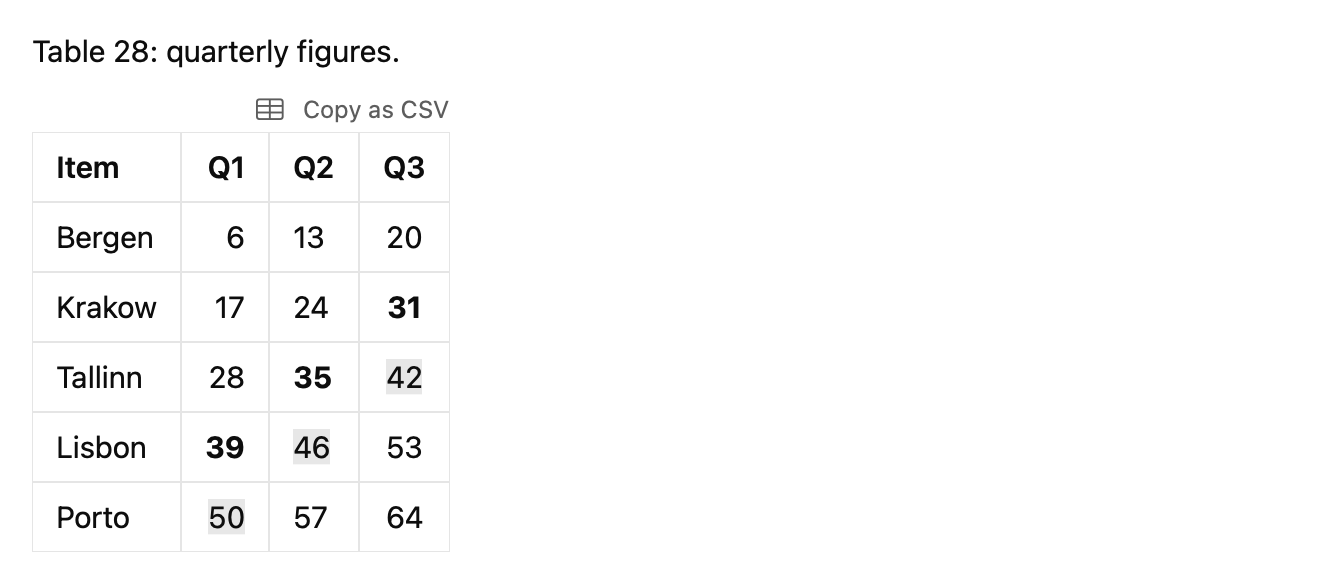 Table 28: quarterly figures.
Copy as CSV
Item Q1 Q2 Q3
Bergen 6 13 20
Krakow 17 24 31
Tallinn 28 35 42
Lisbon 39 46 53
Porto 50 57 64